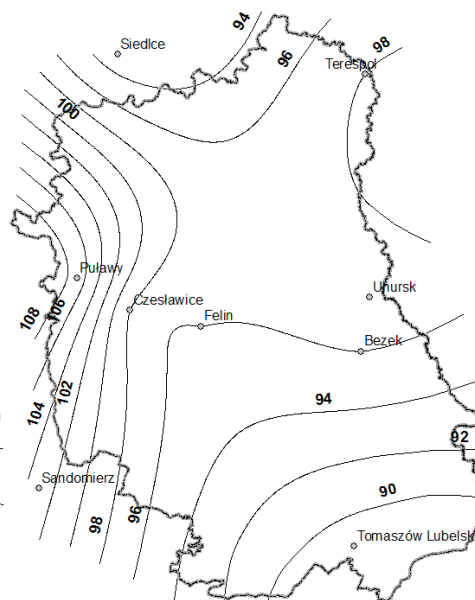 94
98
Siedlce
96
Terespol
100
Puławy
Uhursk
106
108
Czesławice
Felin
Bezek
102
94
104
92
Sandomierz
90
96
98
Tomaszów Lubelsk